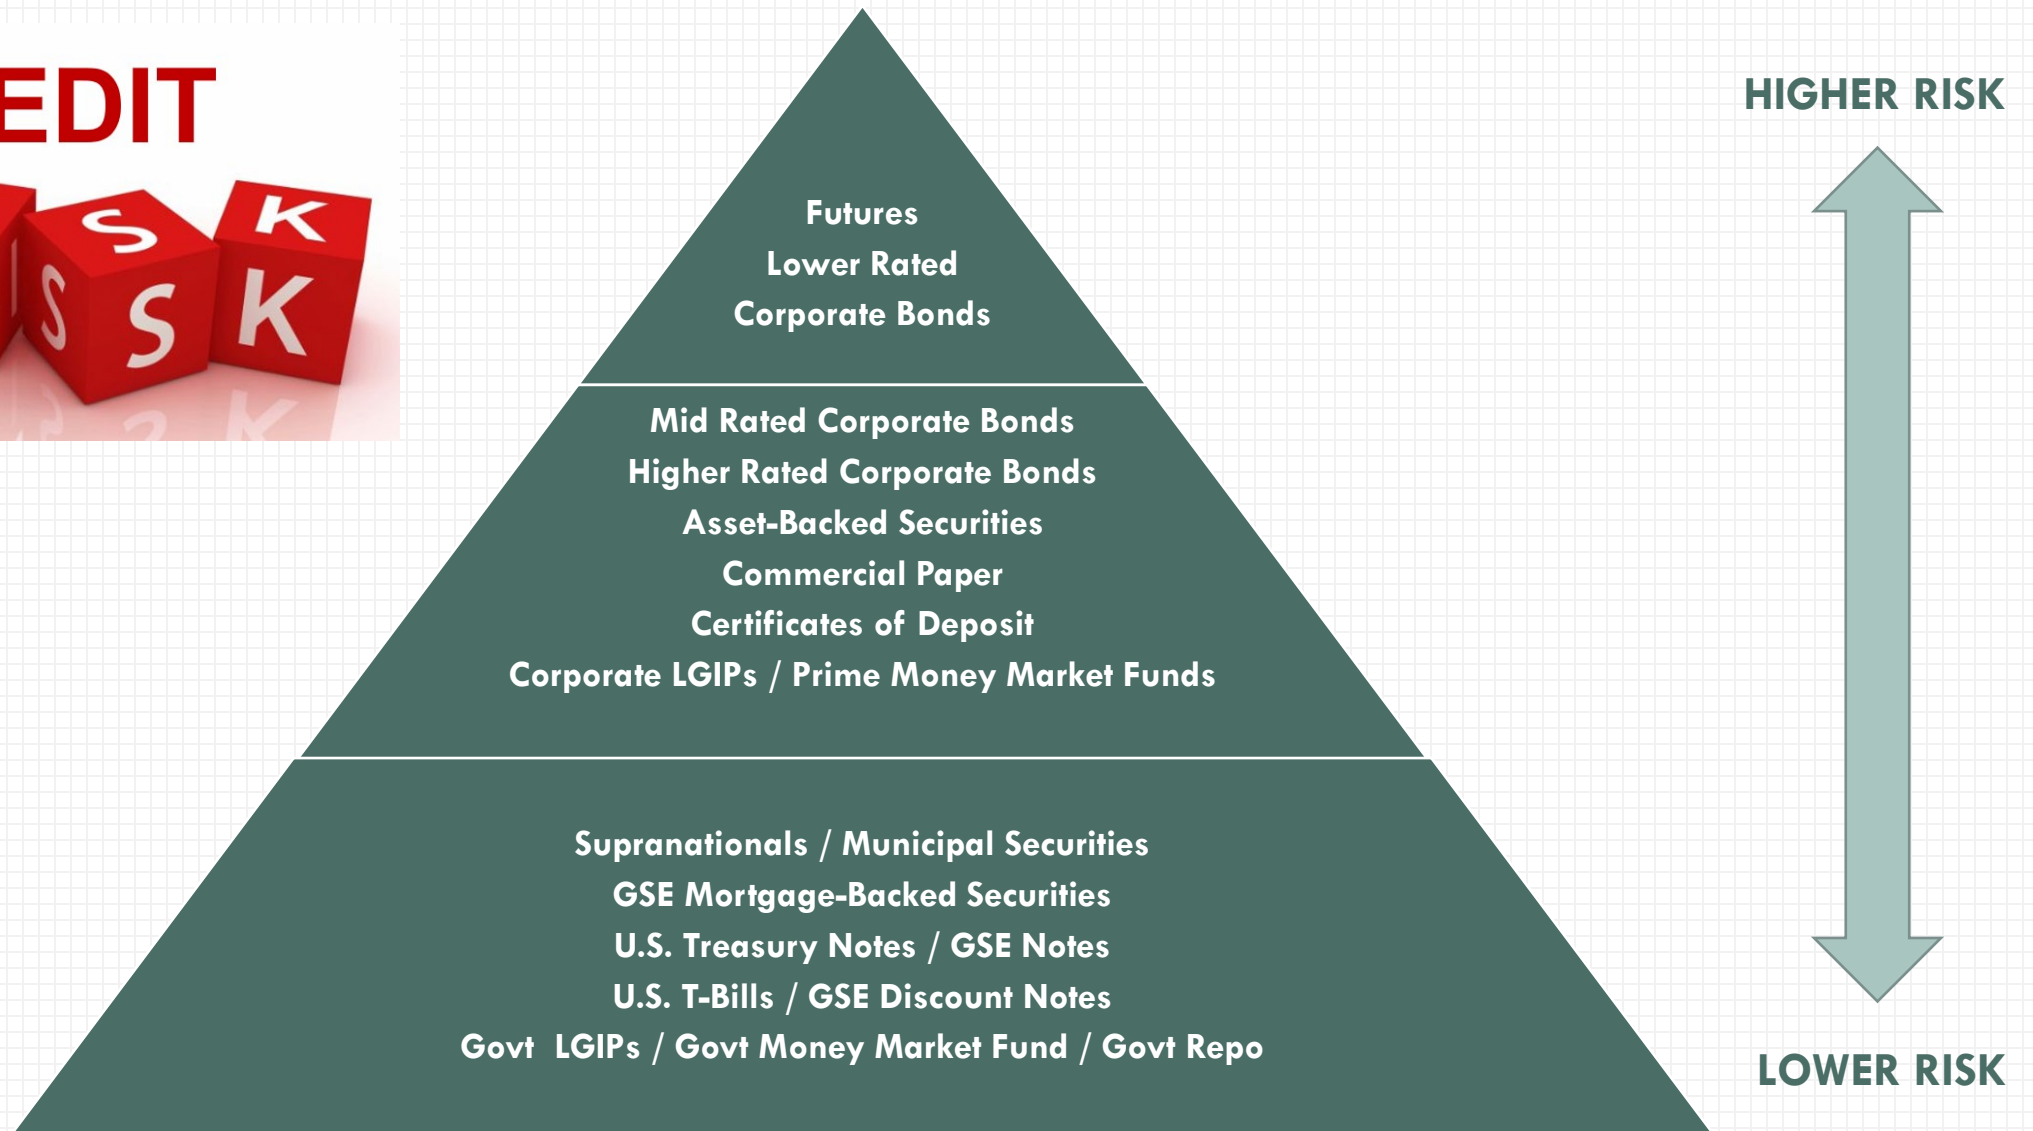 EDIT
S K
I S S K
HIGHER RISK
Futures
Lower Rated
Corporate Bonds
Mid Rated Corporate Bonds
Higher Rated Corporate Bonds
Asset-Backed Securities
Commercial Paper
Certificates of Deposit
Corporate LGIPs / Prime Money Market Funds
Supranationals / Municipal Securities
GSE Mortgage-Backed Securities
U.S. Treasury Notes / GSE Notes
U.S. T-Bills / GSE Discount Notes
Govt  LGIPs / Govt Money Market Fund / Govt Repo
LOWER RISK